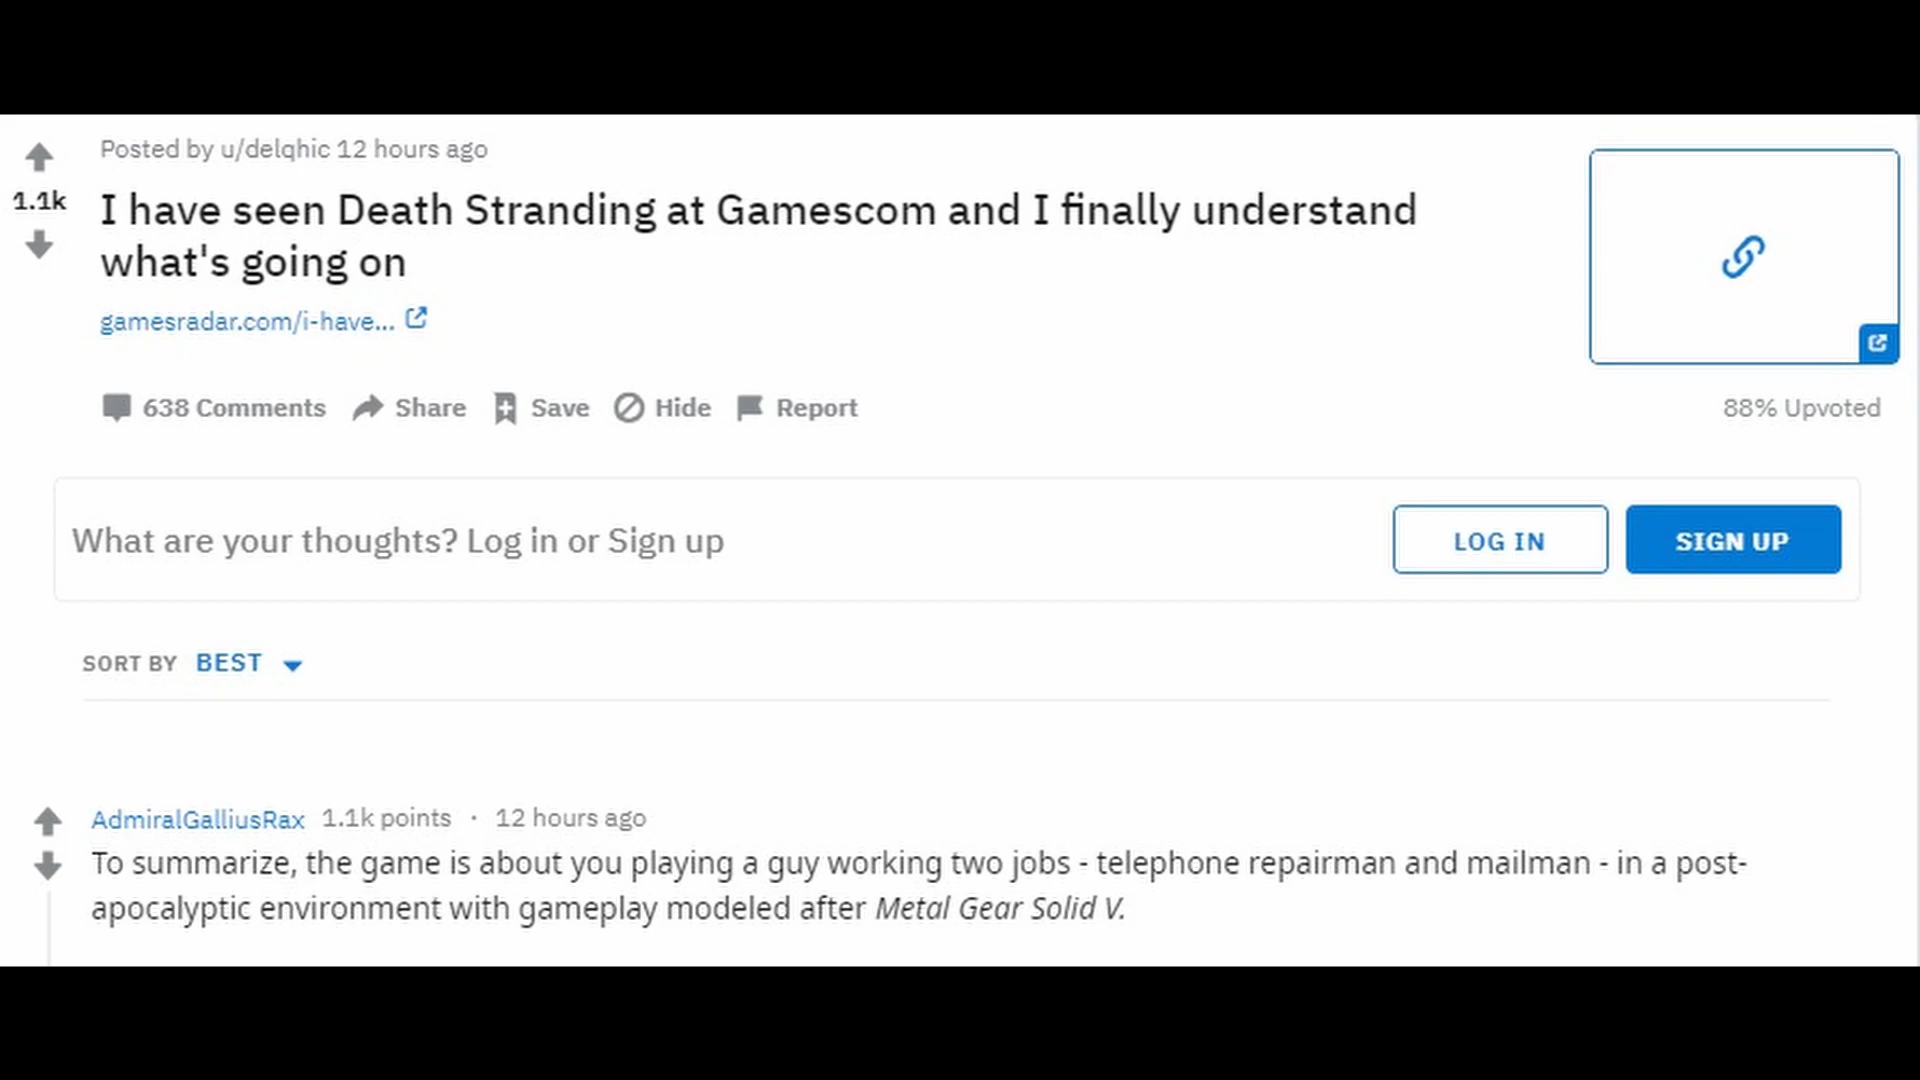 Posted by u/delqhic 12 hours ago
1.1k
I have seen Death Stranding at Gamescom and I finally understand
what's going on
gamesradar.com/i-have...
638 Comments Share Save Hide Report
88% Upvoted
What are your thoughts? Log in or Sign up
LOG IN
SIGN UP
SORT BY BEST
AdmiralGalliusRax 1.1k points · 12 hours ago
To summarize, the game is about you playing a guy working two jobs - telephone repairman and mailman - in a post-
apocalyptic environment with gameplay modeled after Metal Gear Solid V.